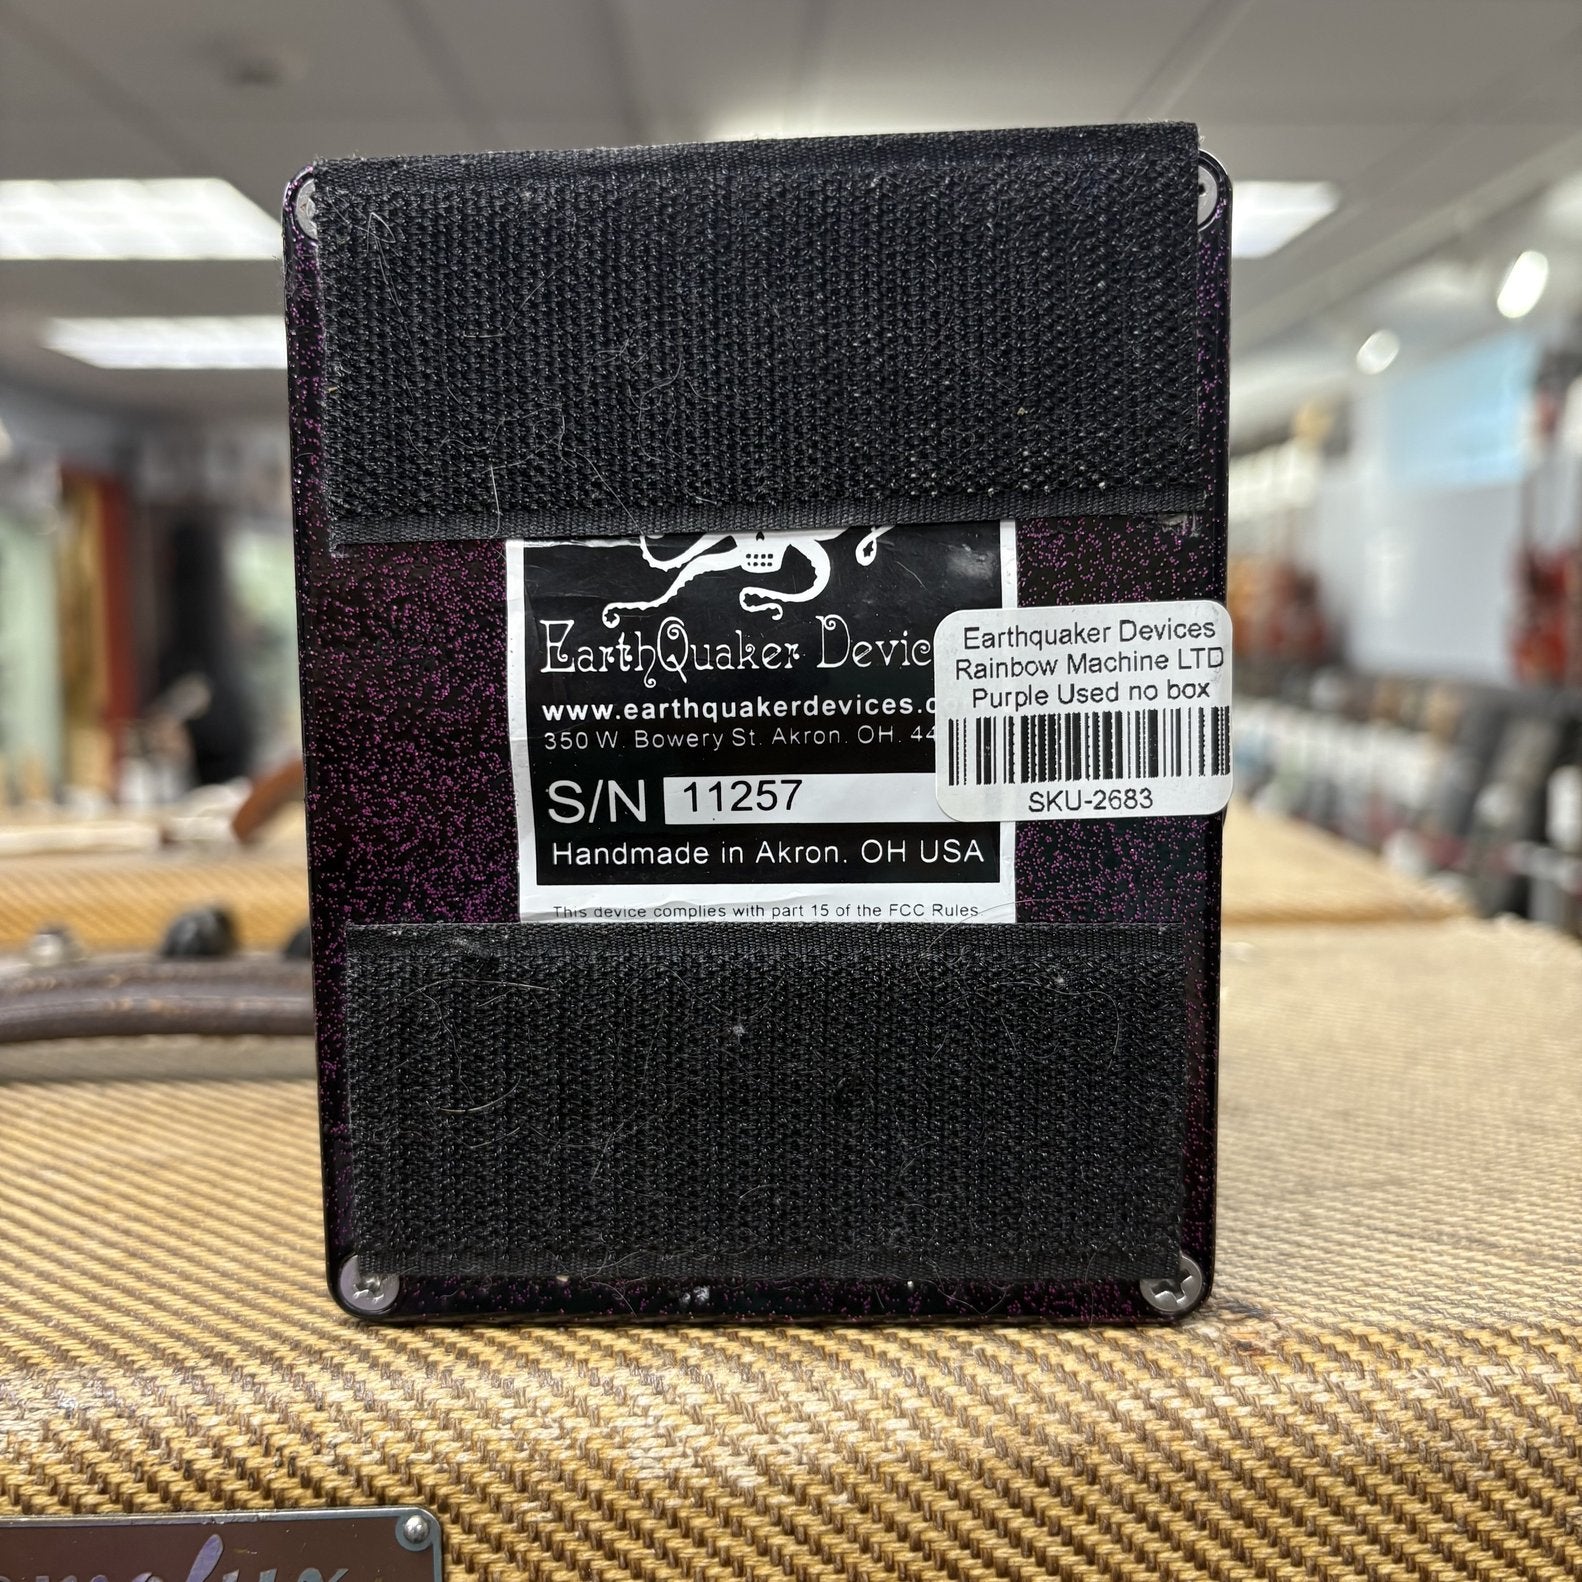 EarthQuaker Devic
www.earthquakerdevices.c
350 W. Bowery St. Akron. OH. 44
S/N 11257
Handmade in Akron. OH USA
This device complies with part 15 of the FCC Rules.
Earthquaker Devices
Rainbow Machine LTD
Purple Used no box
SKU-2683